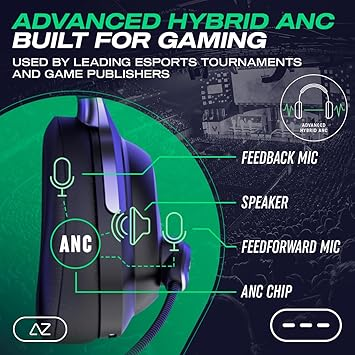 ADVANCED HYBRID ANC
BUILT FOR GAMING
USED BY LEADING ESPORTS TOURNAMENTS
AND GAME PUBLISHERS
ADVANCED
HYBRID ANC
FEEDBACK MIC
SPEAKER
ANC
FEEDFORWARD MIC
ANC CHIP
AZ